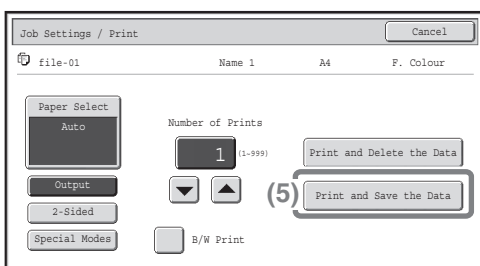 Job Settings / Print
Cancel
file-01 Name 1 A4 F. Colour
Paper Select
Auto
Number of Prints
1 (1~999)
Print and Delete the Data
Output
(5) Print and Save the Data
2-Sided
Special Modes
B/W Print